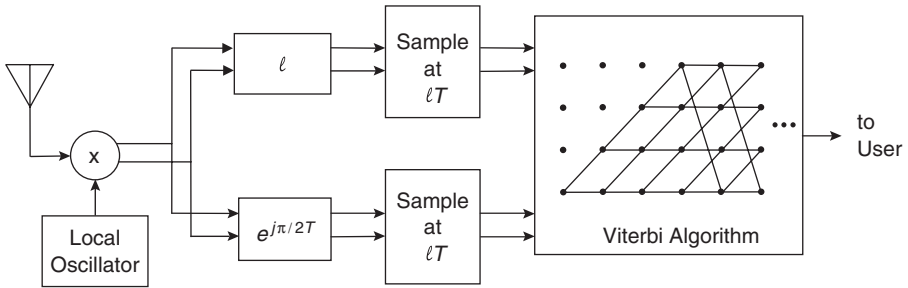 ℓ
Sample
at
ℓT
x
Local
Oscillator
e^{jπ/2T}
Sample
at
ℓT
...
Viterbi Algorithm
to
User